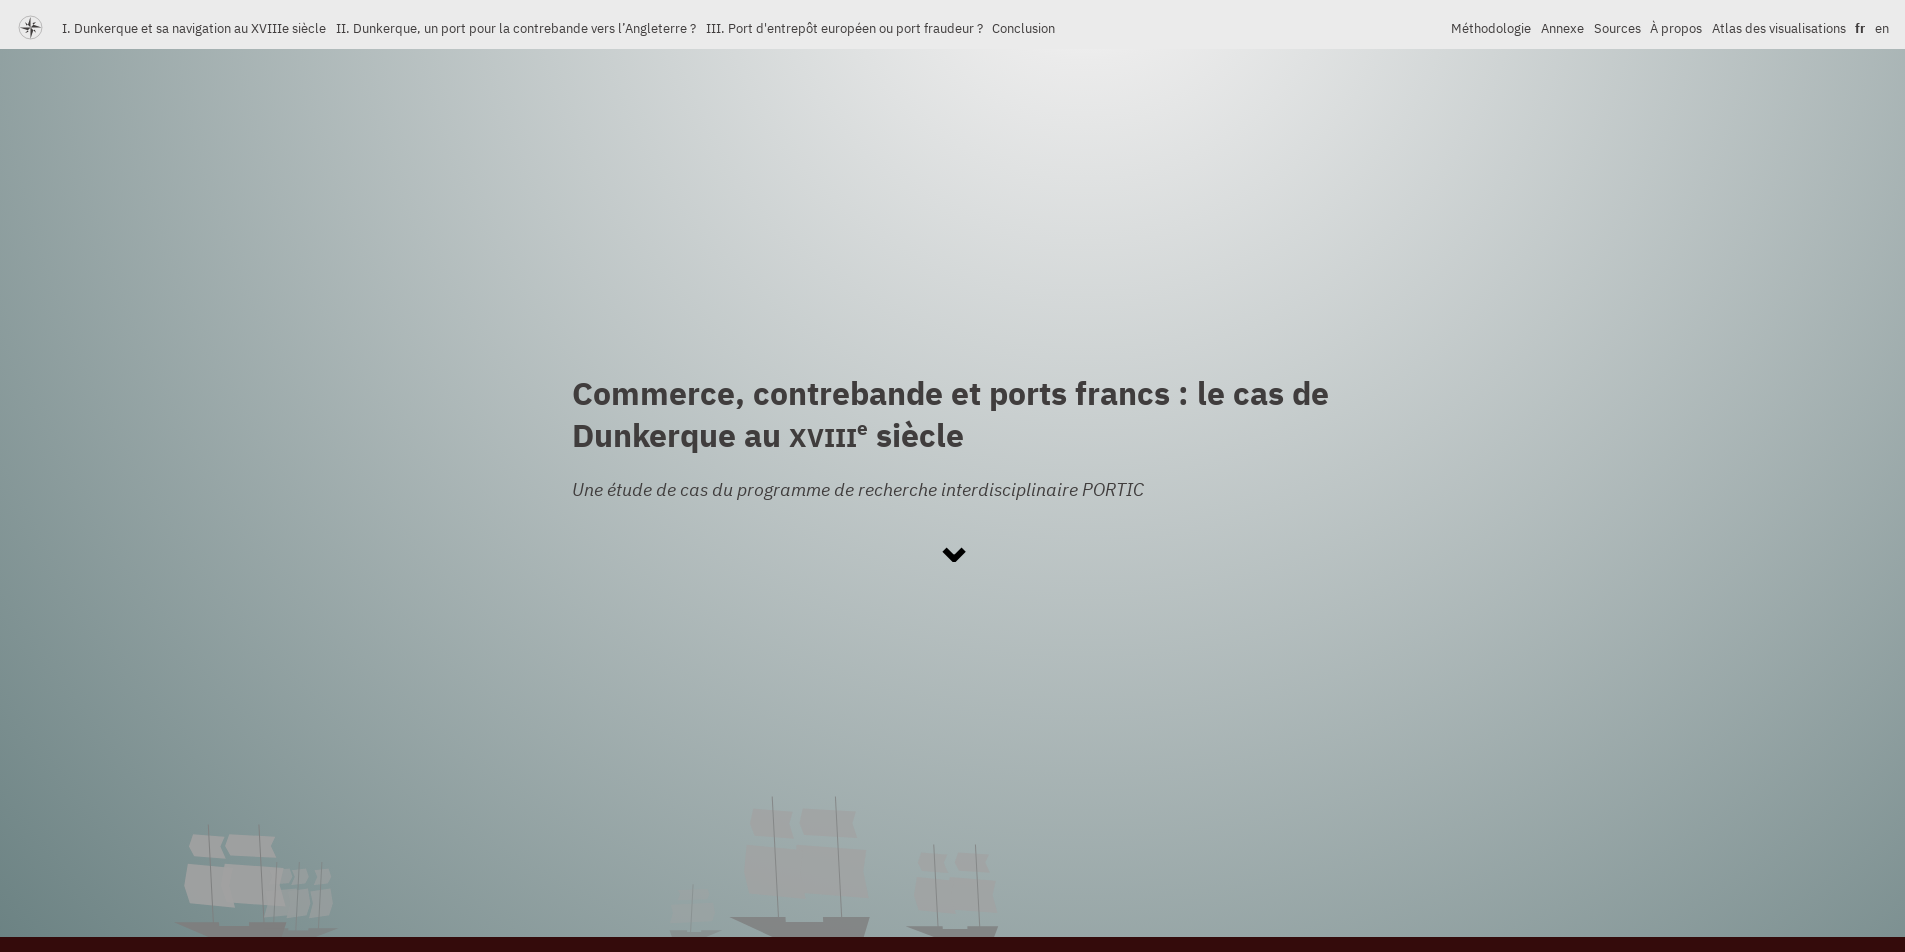 I. Dunkerque et sa navigation au XVIIIe siècle II. Dunkerque, un port pour la contrebande vers l’Angleterre ? III. Port d'entrepôt européen ou port fraudeur ? Conclusion Méthodologie Annexe Sources À propos Atlas des visualisations fr en
Commerce, contrebande et ports francs : le cas de
Dunkerque au XVIIIe siècle
Une étude de cas du programme de recherche interdisciplinaire PORTIC